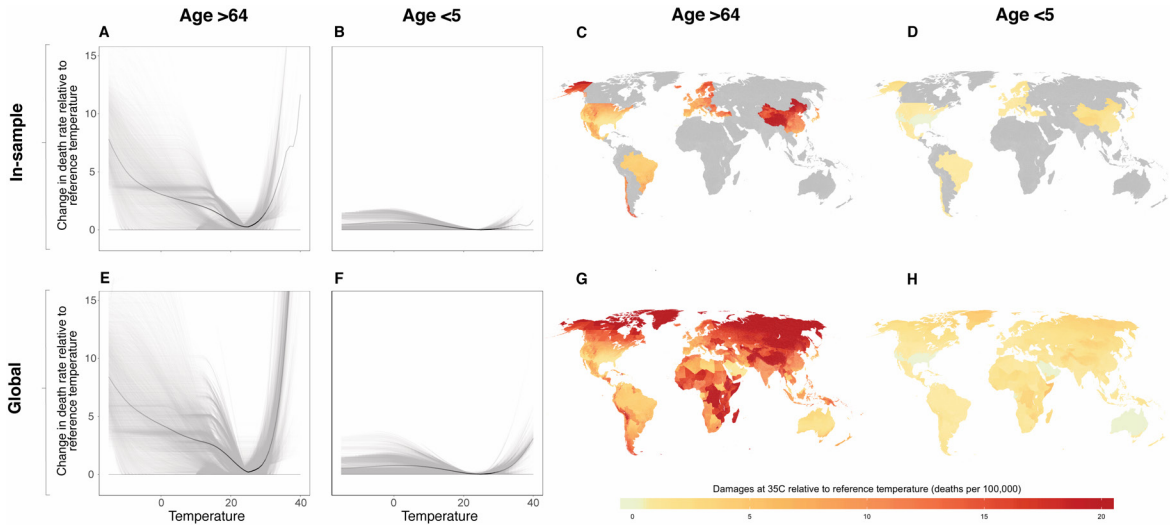 Age >64
Age <5
Age >64
Age <5
In-sample
A
B
C
D
Change in death rate relative to
reference temperature
15
10
5
0
Global
E
F
G
H
Change in death rate relative to
reference temperature
15
10
5
0
0
20
40
0
20
40
Temperature
Temperature
Damages at 35C relative to reference temperature (deaths per 100,000)
0
5
10
15
20